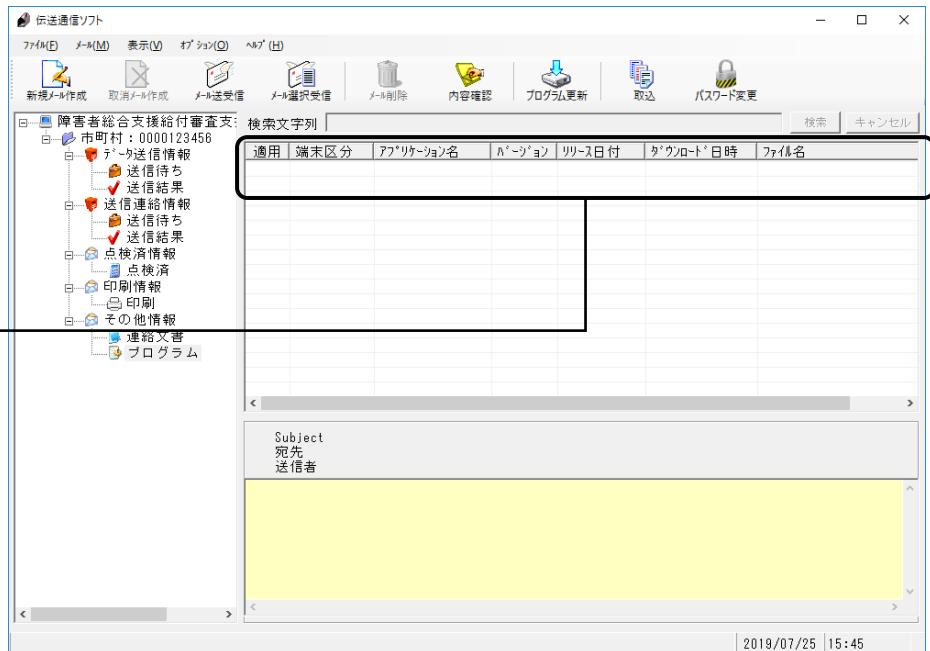 伝送通信ソフト
ﾌｧｲﾙ(F) ﾒｰﾙ(M) 表示(V) ｵﾌﾟｼｮﾝ(O) ﾍﾙﾌﾟ(H)
新規ﾒｰﾙ作成 取消ﾒｰﾙ作成 ﾒｰﾙ送受信 ﾒｰﾙ選択受信 ﾒｰﾙ削除 内容確認 ﾌﾟﾛｸﾞﾗﾑ更新 取込 ﾊﾟｽﾜｰﾄﾞ変更
障害者総合支援給付審査支
市町村：0000123456
ﾃﾞｰﾀ送信情報
送信待ち
送信結果
送信連絡情報
送信待ち
送信結果
点検済情報
点検済
印刷情報
印刷
その他情報
連絡文書
プログラム
検索文字列 検索 キャンセル
適用 端末区分 ｱﾌﾟﾘｹｰｼｮﾝ名 ﾊﾞｰｼﾞｮﾝ ﾘﾘｰｽ日付 ﾀﾞｳﾝﾛｰﾄﾞ日時 ﾌｧｲﾙ名
Subject
宛先
送信者
2019/07/25 15:45